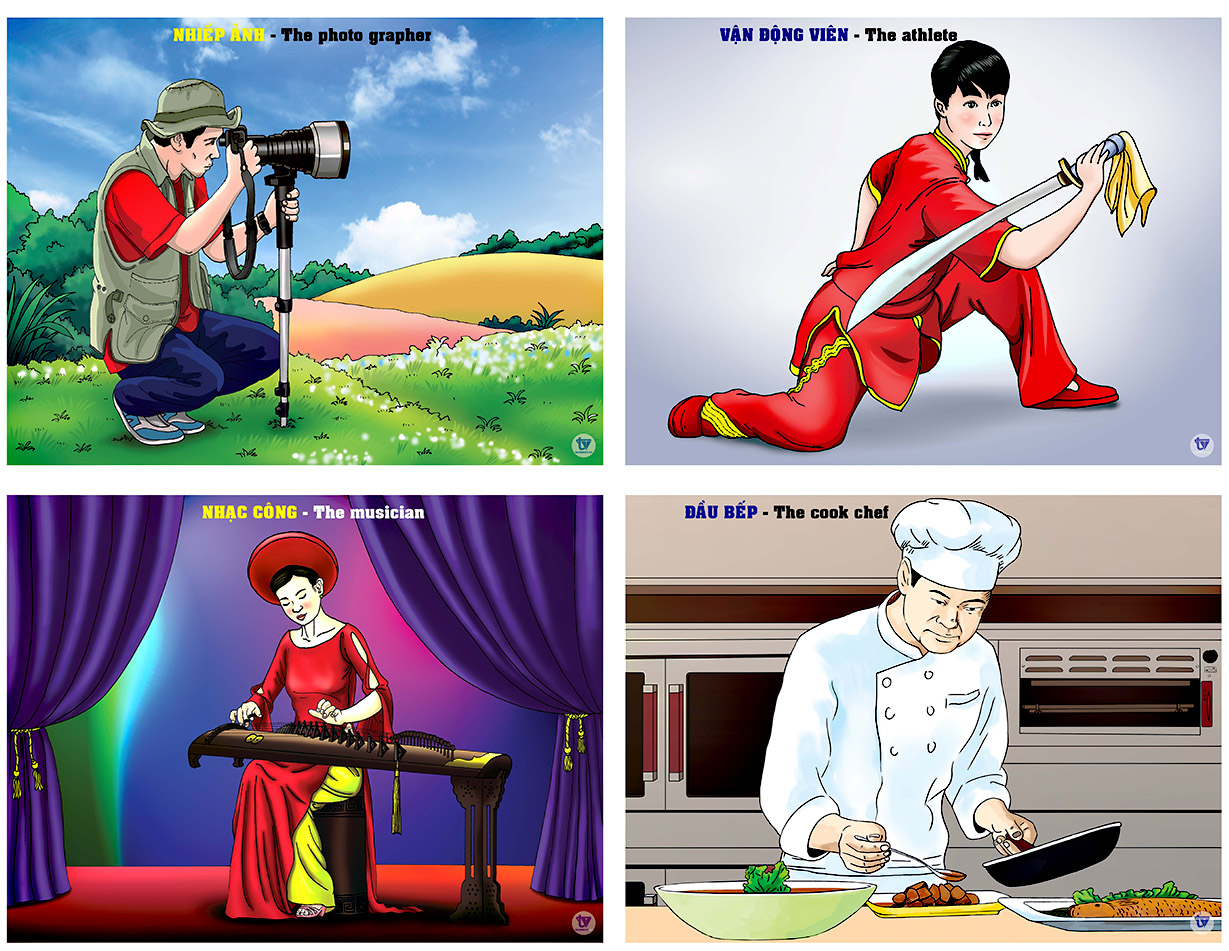 NHIẾP ẢNH - The photo grapher
VẬN ĐỘNG VIÊN - The athlete
NHẠC CÔNG - The musician
ĐẦU BẾP - The cook chef